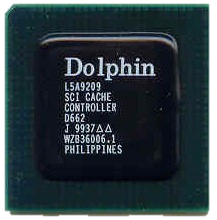 Dolphin
L5A9209
SCI CACHE
CONTROLLER
D662
J 9937△△
WZB36006.1
PHILIPPINES